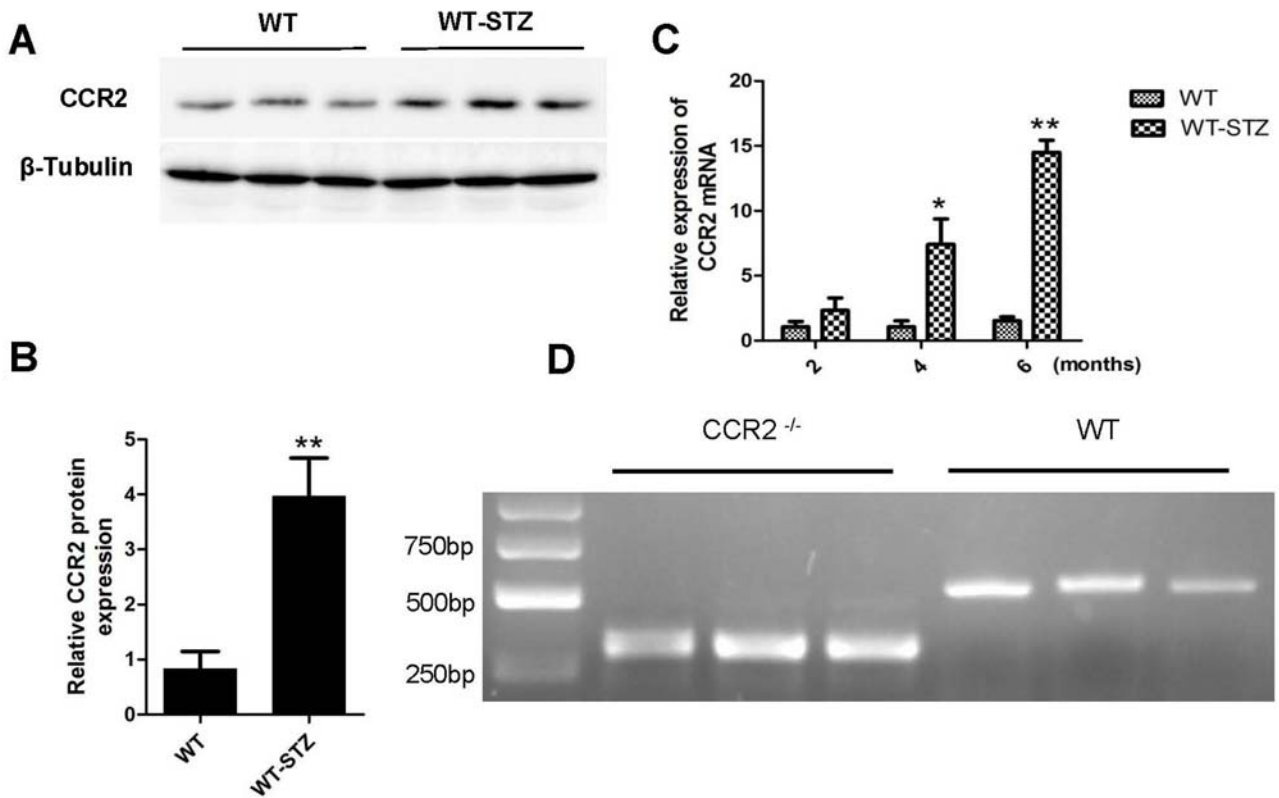 A
WT
WT-STZ
CCR2
β-Tubulin
C
Relative expression of
CCR2 mRNA
20
15
10
5
0
*
**
2
4
6
(months)
WT
WT-STZ
B
Relative CCR2 protein
expression
5
4
3
2
1
0
**
WT
WT-STZ
D
CCR2 -/-
WT
750bp
500bp
250bp